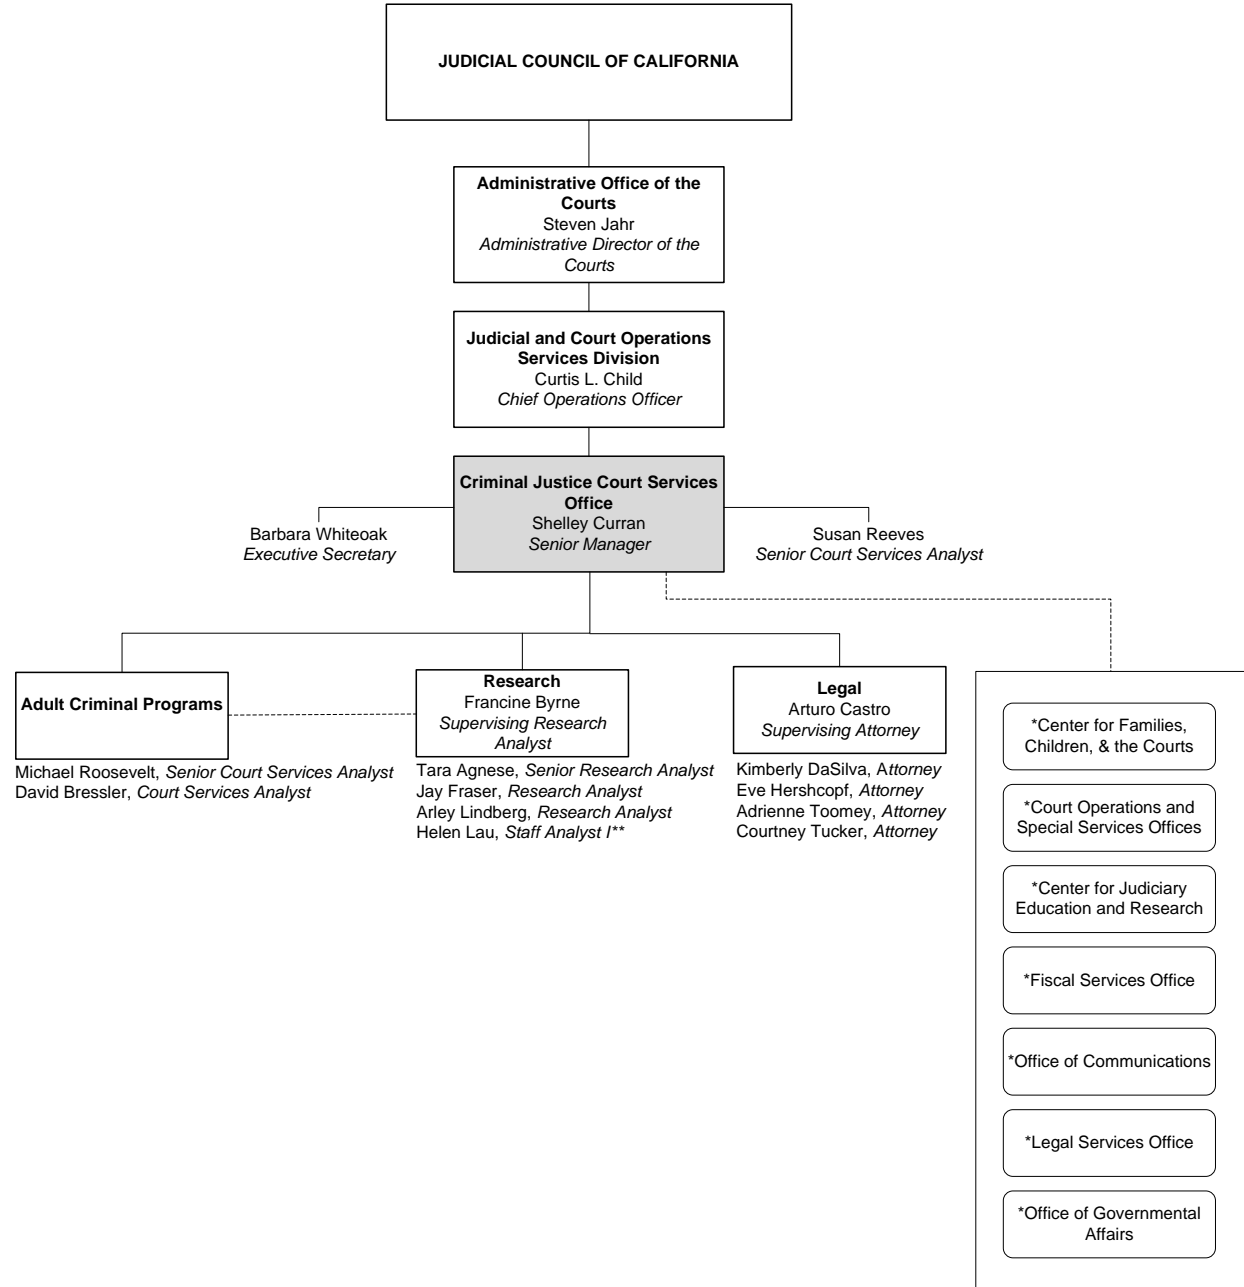 JUDICIAL COUNCIL OF CALIFORNIA
Administrative Office of the
Courts
Steven Jahr
Administrative Director of the
Courts
Judicial and Court Operations
Services Division
Curtis L. Child
Chief Operations Officer
Criminal Justice Court Services
Office
Shelley Curran
Senior Manager
Barbara Whiteoak
Executive Secretary
Susan Reeves
Senior Court Services Analyst
Adult Criminal Programs
Michael Roosevelt, Senior Court Services Analyst
David Bressler, Court Services Analyst
Research
Francine Byrne
Supervising Research
Analyst
Tara Agnese, Senior Research Analyst
Jay Fraser, Research Analyst
Arley Lindberg, Research Analyst
Helen Lau, Staff Analyst I**
Legal
Arturo Castro
Supervising Attorney
Kimberly DaSilva, Attorney
Eve Hershcopf, Attorney
Adrienne Toomey, Attorney
Courtney Tucker, Attorney
*Center for Families,
Children, & the Courts
*Court Operations and
Special Services Offices
*Center for Judiciary
Education and Research
*Fiscal Services Office
*Office of Communications
*Legal Services Office
*Office of Governmental
Affairs